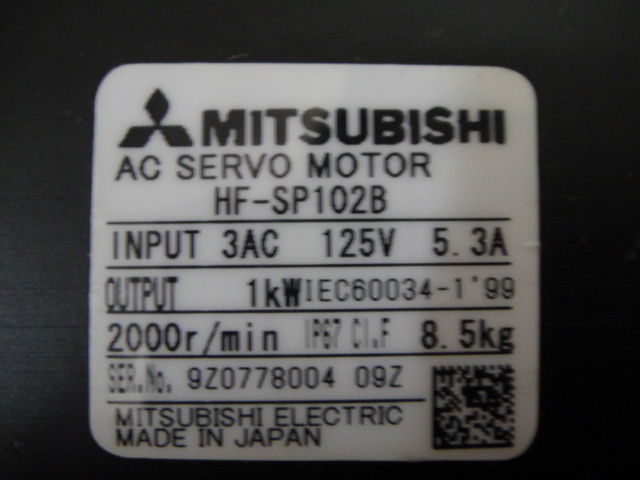 MITSUBISHI
AC SERVO MOTOR
HF-SP102B
INPUT 3AC 125V 5.3A
OUTPUT 1kW IEC60034-1'99
2000r/min IP67 Cl.F 8.5kg
SER.No. 9Z0778004 09Z
MITSUBISHI ELECTRIC
MADE IN JAPAN